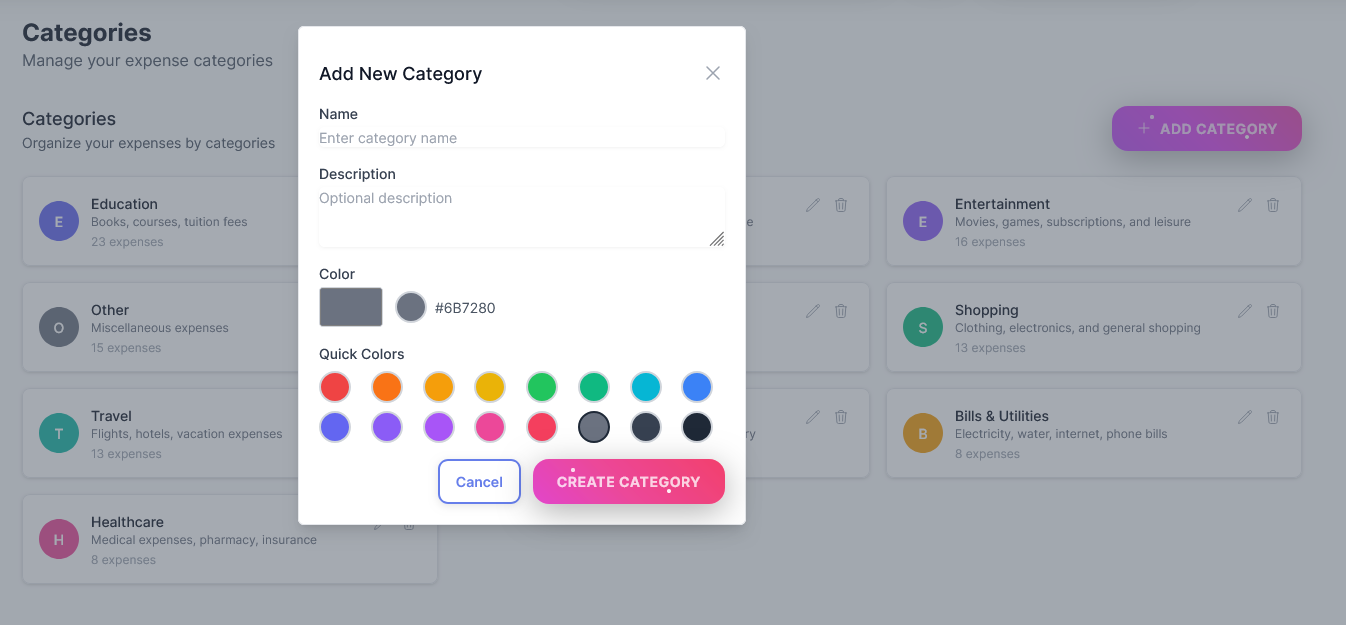 Categories
Manage your expense categories
Categories
Organize your expenses by categories
+ ADD CATEGORY
E
Education
Books, courses, tuition fees
23 expenses
E
Entertainment
Movies, games, subscriptions, and leisure
16 expenses
O
Other
Miscellaneous expenses
15 expenses
S
Shopping
Clothing, electronics, and general shopping
13 expenses
T
Travel
Flights, hotels, vacation expenses
13 expenses
B
Bills & Utilities
Electricity, water, internet, phone bills
8 expenses
H
Healthcare
Medical expenses, pharmacy, insurance
8 expenses
Add New Category
Name
Enter category name
Description
Optional description
Color
#6B7280
Quick Colors
Cancel
CREATE CATEGORY